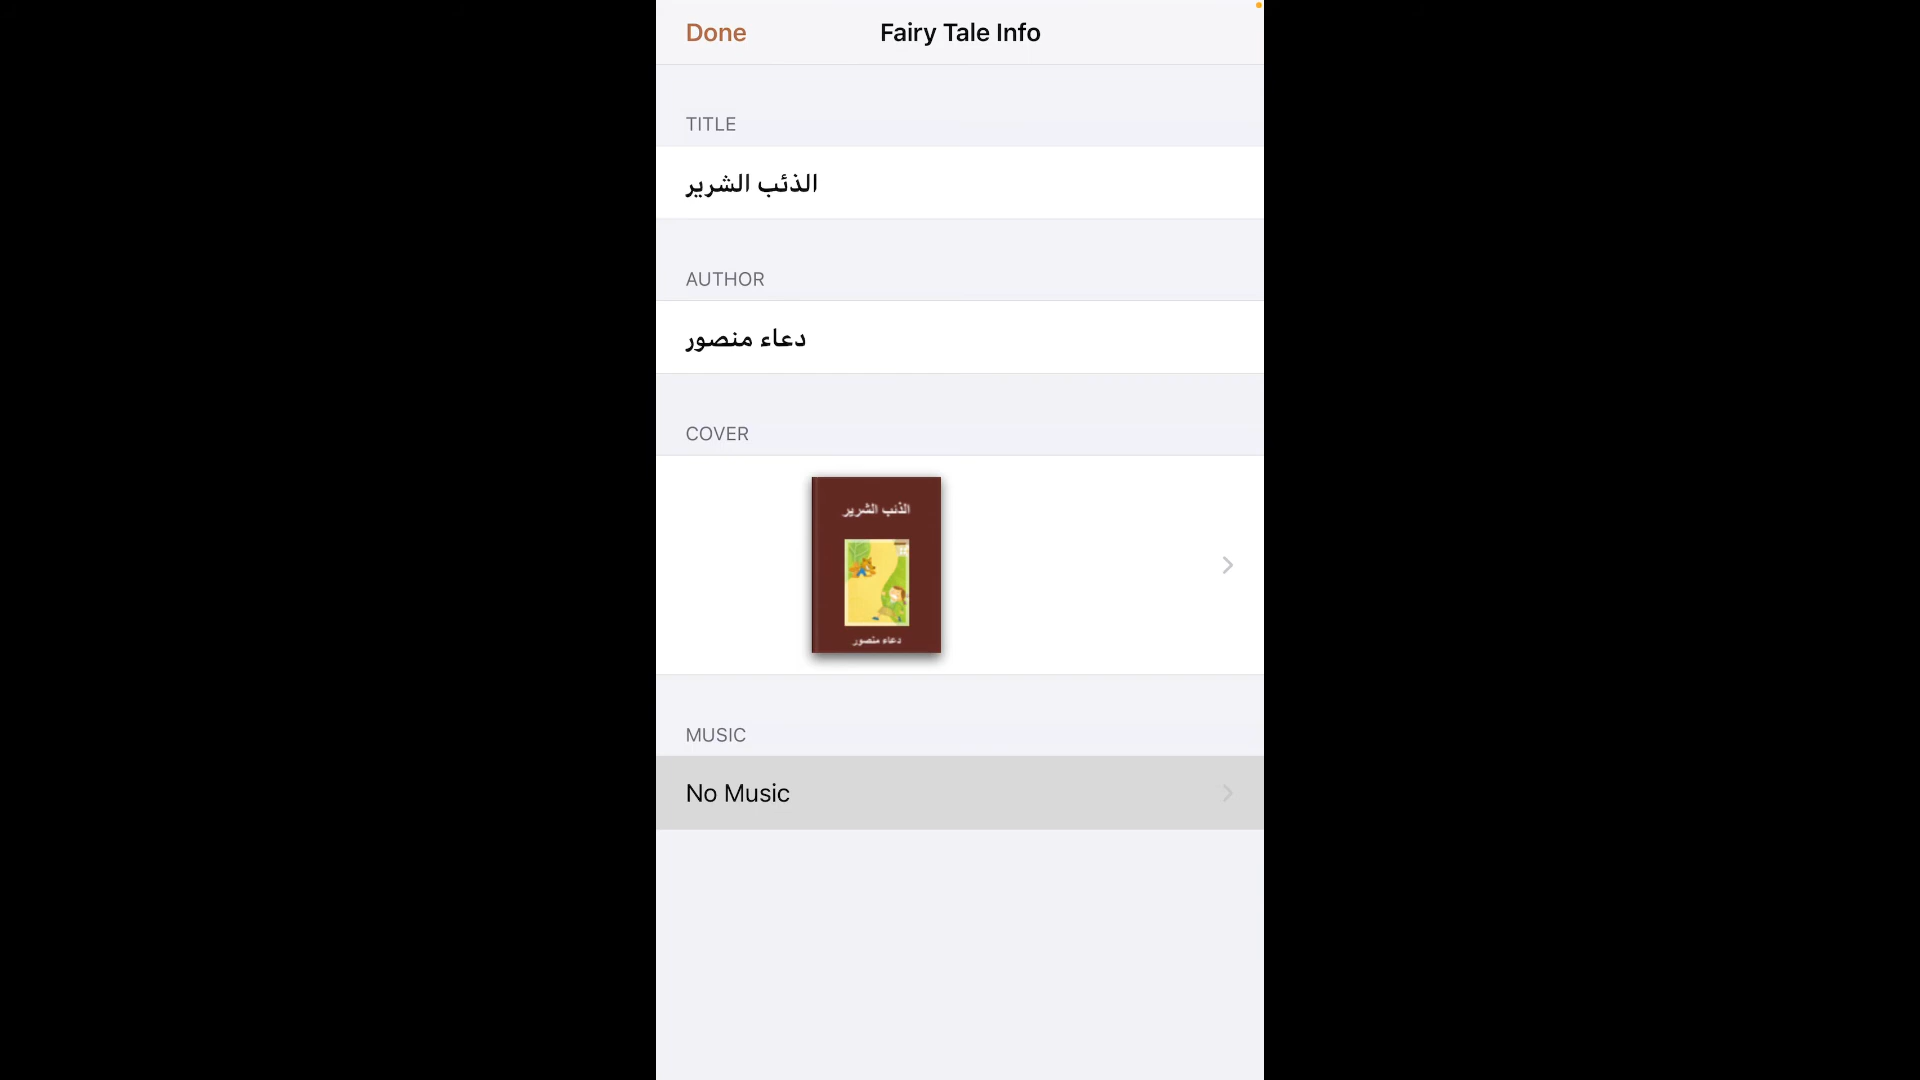 Done
Fairy Tale Info
TITLE
الذئب الشرير
AUTHOR
دعاء منصور
COVER
الذئب الشرير
دعاء منصور
MUSIC
No Music